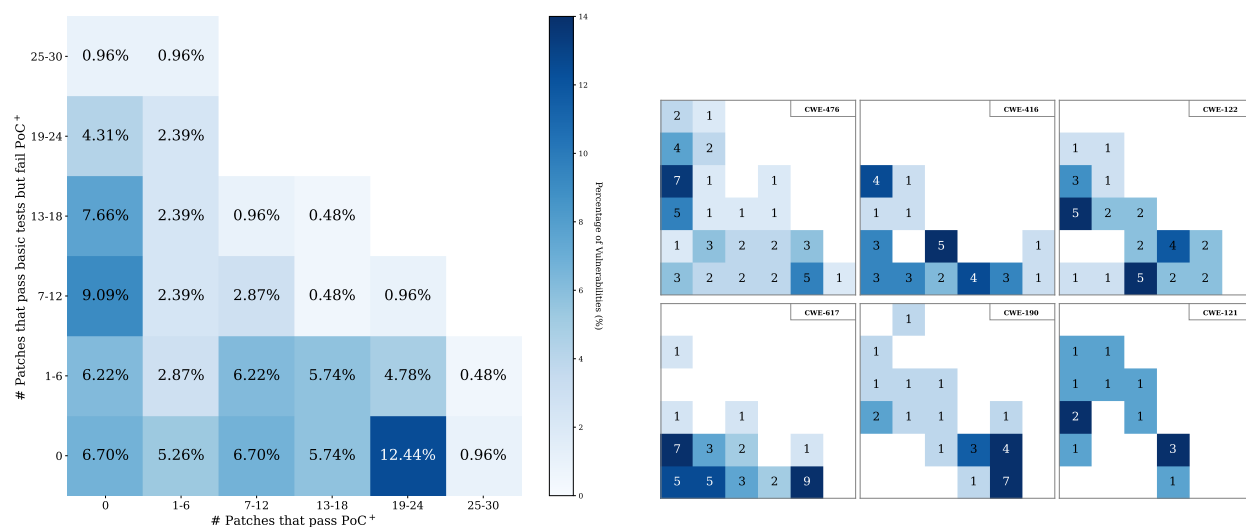 # Patches that pass basic tests but fail PoC+
25-30 0.96% 0.96%
19-24 4.31% 2.39%
13-18 7.66% 2.39% 0.96% 0.48%
7-12 9.09% 2.39% 2.87% 0.48% 0.96%
1-6 6.22% 2.87% 6.22% 5.74% 4.78% 0.48%
0 6.70% 5.26% 6.70% 5.74% 12.44% 0.96%
0 1-6 7-12 13-18 19-24 25-30
# Patches that pass PoC+
14
12
10
8
6
4
2
0
Percentage of Vulnerabilities (%)
CWE-476
2 1
4 2
7 1 1
5 1 1 1
1 3 2 2 3
3 2 2 2 5 1
CWE-416
4 1
1 1
3 5 1
3 3 2 4 3 1
CWE-122
1 1
3 1
5 2 2
2 4 2
1 1 5 2 2
CWE-617
1
1 1
7 3 2 1
5 5 3 2 9
CWE-190
1
1
1 1 1
2 1 1 1
1 3 4
1 7
CWE-121
1 1
1 1 1
2 1
1 3
1